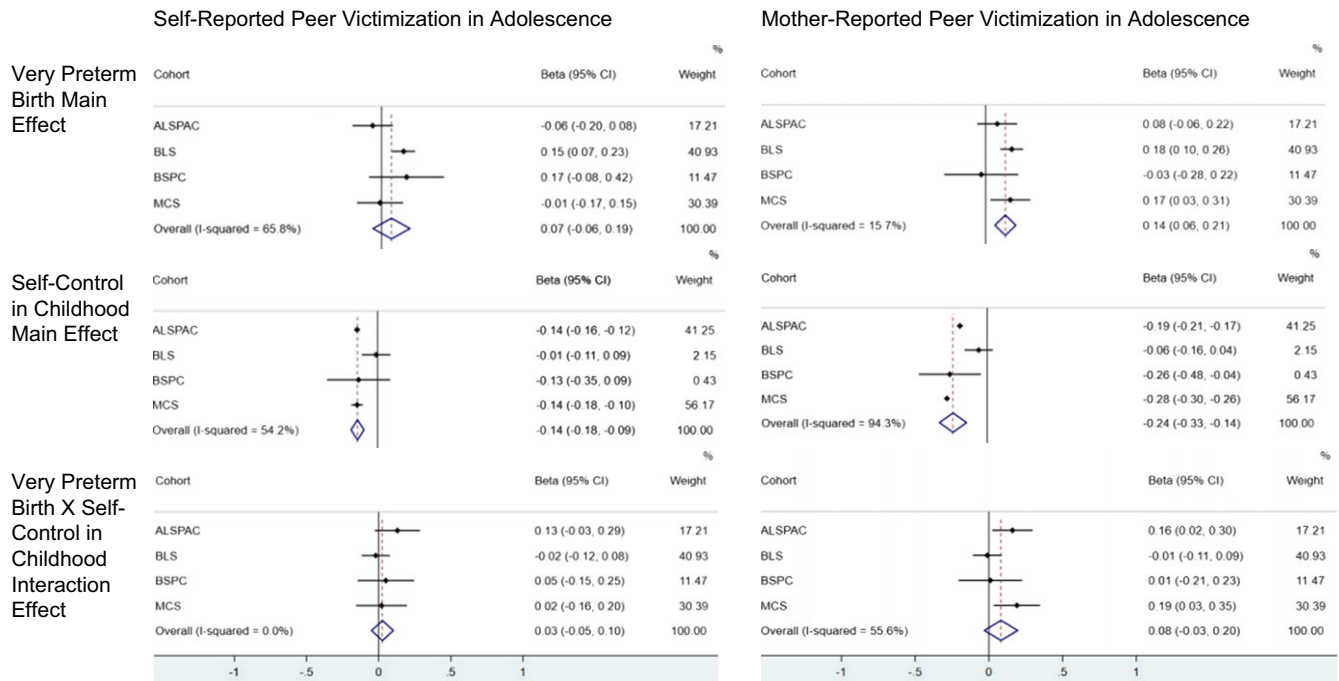 Self-Reported Peer Victimization in Adolescence
Mother-Reported Peer Victimization in Adolescence
Very Preterm
Birth Main
Effect
%
Cohort Beta (95% CI) Weight
ALSPAC -0.06 (-0.20, 0.08) 17.21
BLS 0.15 (0.07, 0.23) 40.93
BSPC 0.17 (-0.08, 0.42) 11.47
MCS -0.01 (-0.17, 0.15) 30.39
Overall (I-squared = 65.8%) 0.07 (-0.06, 0.19) 100.00
%
Cohort Beta (95% CI) Weight
ALSPAC 0.08 (-0.06, 0.22) 17.21
BLS 0.18 (0.10, 0.26) 40.93
BSPC -0.03 (-0.28, 0.22) 11.47
MCS 0.17 (0.03, 0.31) 30.39
Overall (I-squared = 15.7%) 0.14 (0.06, 0.21) 100.00
Self-Control
in Childhood
Main Effect
%
Cohort Beta (95% CI) Weight
ALSPAC -0.14 (-0.16, -0.12) 41.25
BLS -0.01 (-0.11, 0.09) 2.15
BSPC -0.13 (-0.35, 0.09) 0.43
MCS -0.14 (-0.18, -0.10) 56.17
Overall (I-squared = 54.2%) -0.14 (-0.18, -0.09) 100.00
%
Cohort Beta (95% CI) Weight
ALSPAC -0.19 (-0.21, -0.17) 41.25
BLS -0.06 (-0.16, 0.04) 2.15
BSPC -0.26 (-0.48, -0.04) 0.43
MCS -0.28 (-0.30, -0.26) 56.17
Overall (I-squared = 94.3%) -0.24 (-0.33, -0.14) 100.00
Very Preterm
Birth X Self-
Control in
Childhood
Interaction
Effect
%
Cohort Beta (95% CI) Weight
ALSPAC 0.13 (-0.03, 0.29) 17.21
BLS -0.02 (-0.12, 0.08) 40.93
BSPC 0.05 (-0.15, 0.25) 11.47
MCS 0.02 (-0.16, 0.20) 30.39
Overall (I-squared = 0.0%) 0.03 (-0.05, 0.10) 100.00
-1 -.5 0 .5 1
%
Cohort Beta (95% CI) Weight
ALSPAC 0.16 (0.02, 0.30) 17.21
BLS -0.01 (-0.11, 0.09) 40.93
BSPC 0.01 (-0.21, 0.23) 11.47
MCS 0.19 (0.03, 0.35) 30.39
Overall (I-squared = 55.6%) 0.08 (-0.03, 0.20) 100.00
-1 -.5 0 .5 1